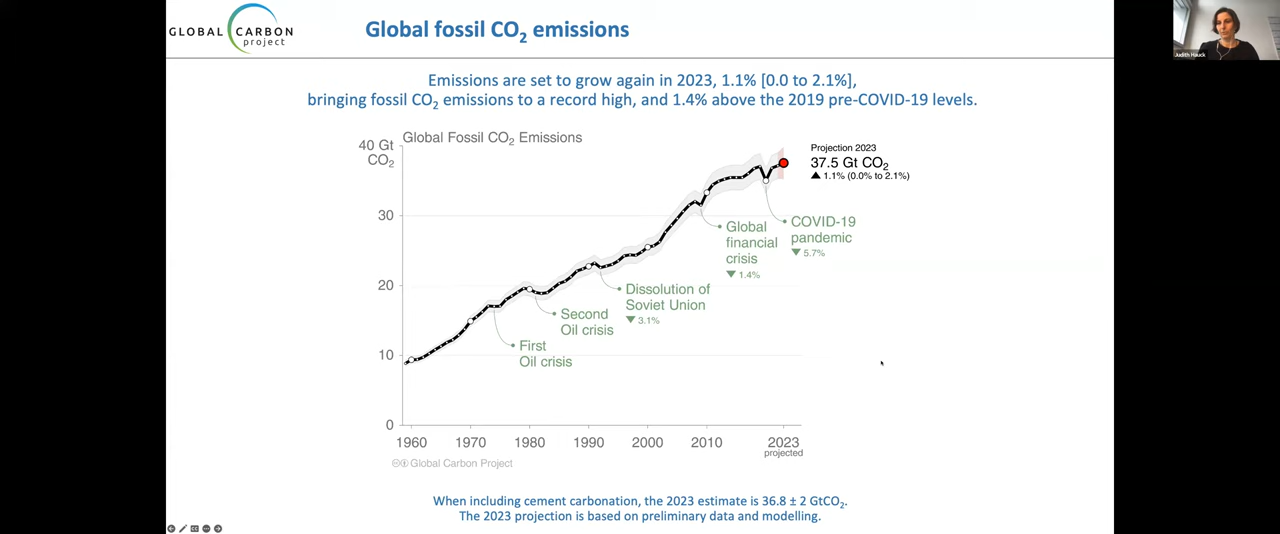 GLOBAL CARBON
project
Global fossil CO₂ emissions
Judith Hauck
Emissions are set to grow again in 2023, 1.1% [0.0 to 2.1%],
bringing fossil CO₂ emissions to a record high, and 1.4% above the 2019 pre-COVID-19 levels.
Global Fossil CO₂ Emissions
40 Gt
CO₂
30
20
10
0
Projection 2023
37.5 Gt CO₂
▲ 1.1% (0.0% to 2.1%)
COVID-19
pandemic
▼ 5.7%
Global
financial
crisis
▼ 1.4%
Dissolution of
Soviet Union
▼ 3.1%
Second
Oil crisis
First
Oil crisis
1960 1970 1980 1990 2000 2010 2023
projected
Global Carbon Project
When including cement carbonation, the 2023 estimate is 36.8 ± 2 GtCO₂.
The 2023 projection is based on preliminary data and modelling.